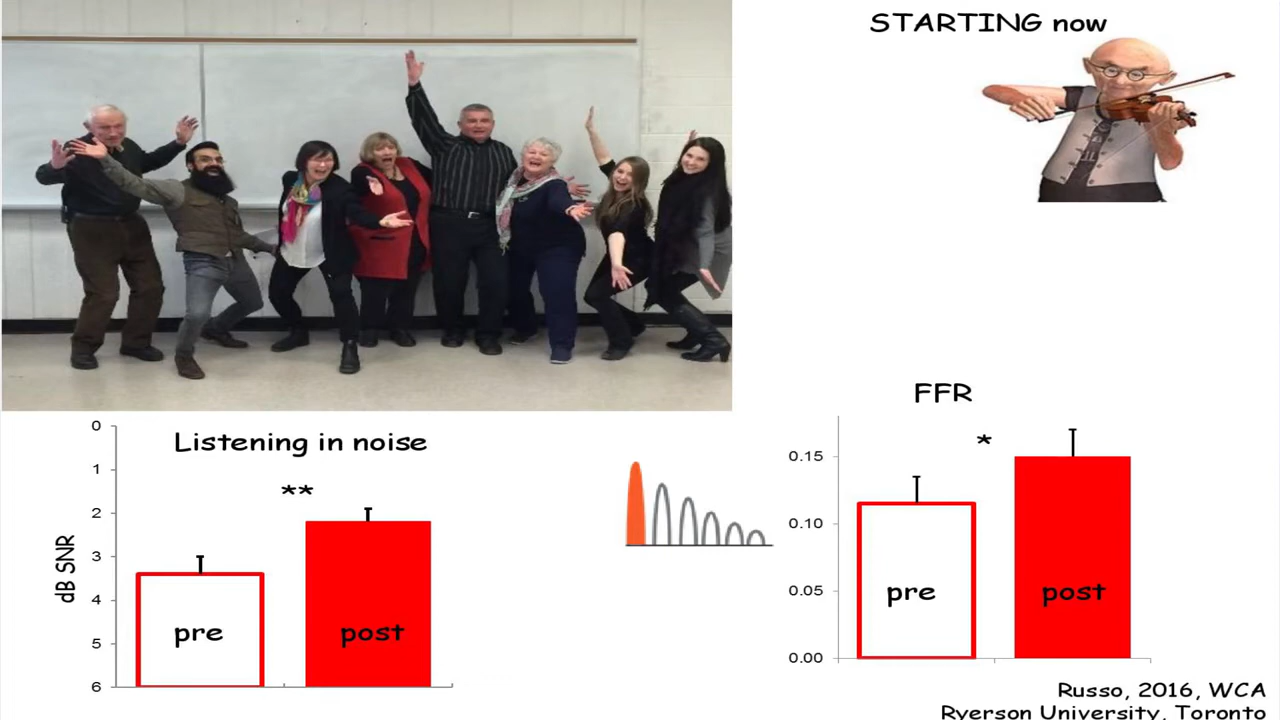 STARTING now
Listening in noise
**
dB SNR
0
1
2
3
4
5
6
pre
post
FFR
*
0.15
0.10
0.05
0.00
pre
post
Russo, 2016, WCA
Ryerson University, Toronto